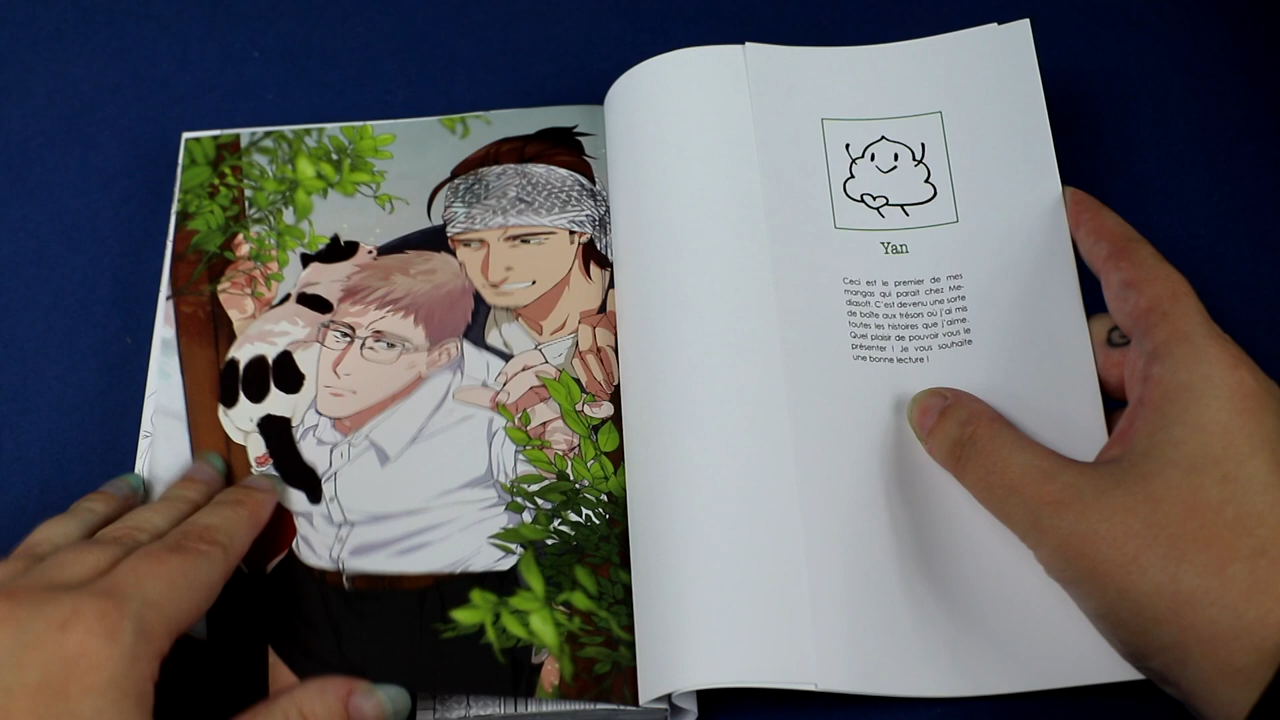 Yan
Ceci est le premier de mes
mangas qui parait chez Me-
diasoft. C'est devenu une sorte
de boîte aux trésors où j'ai mis
toutes les histoires que j'aime.
Quel plaisir de pouvoir vous le
présenter ! Je vous souhaite
une bonne lecture !